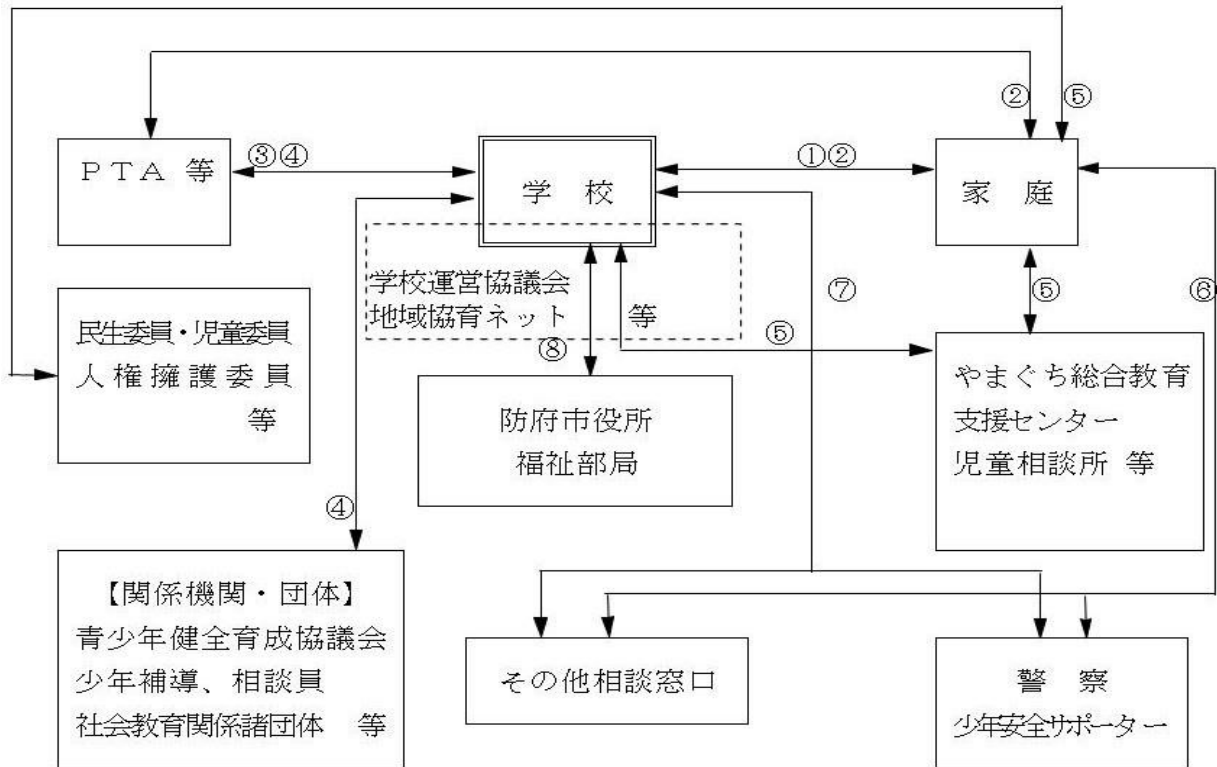 ② ⑤
ＰＴＡ 等
③④
学 校
①②
家 庭
学校運営協議会
地域協育ネット 等
⑧
⑤
⑦
⑤
⑥
民生委員・児童委員
人権擁護委員
等
防府市役所
福祉部局
やまぐち総合教育
支援センター
児童相談所 等
④
【関係機関・団体】
青少年健全育成協議会
少年補導、相談員
社会教育関係諸団体 等
その他相談窓口
警 察
少年安全サポーター